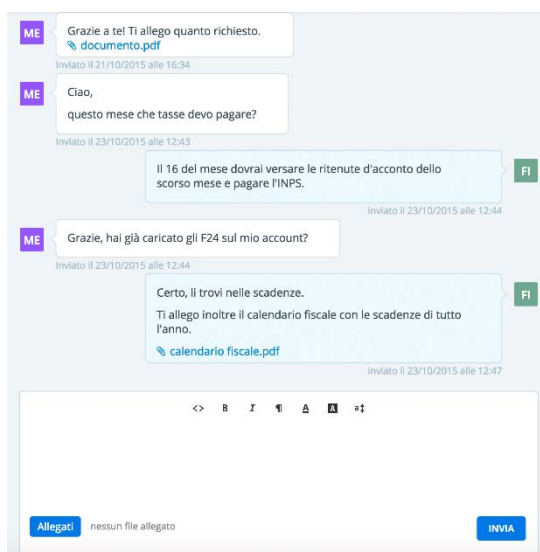 ME
Grazie a te! Ti allego quanto richiesto.
documento.pdf
Inviato il 21/10/2015 alle 16:34
ME
Ciao,
questo mese che tasse devo pagare?
Inviato il 23/10/2015 alle 12:43
Il 16 del mese dovrai versare le ritenute d'acconto dello
scorso mese e pagare l'INPS.
FI
Inviato il 23/10/2015 alle 12:44
ME
Grazie, hai già caricato gli F24 sul mio account?
Inviato il 23/10/2015 alle 12:44
Certo, li trovi nelle scadenze.
FI
Ti allego inoltre il calendario fiscale con le scadenze di tutto
l'anno.
calendario fiscale.pdf
Inviato il 23/10/2015 alle 12:47
<> B I ¶ A A a‡
Allegati nessun file allegato INVIA